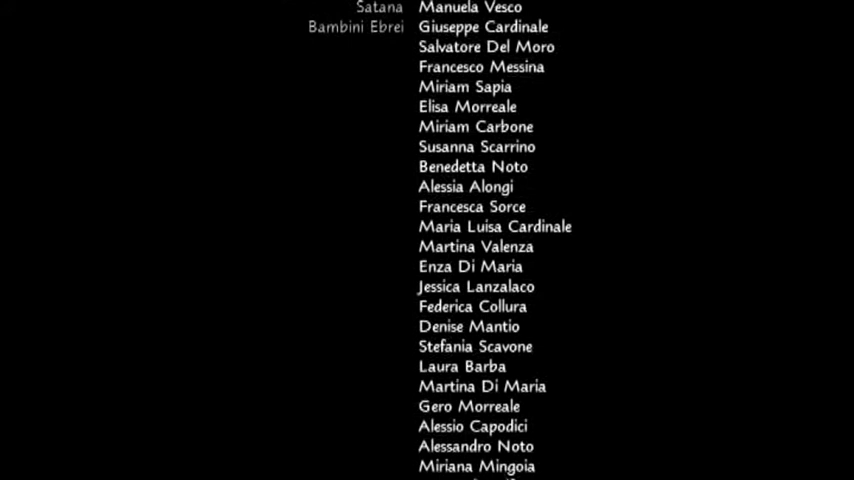 Satana Manuela Vesco
Bambini Ebrei Giuseppe Cardinale
Salvatore Del Moro
Francesco Messina
Miriam Sapia
Elisa Morreale
Miriam Carbone
Susanna Scarrino
Benedetta Noto
Alessia Alongi
Francesca Sorce
Maria Luisa Cardinale
Martina Valenza
Enza Di Maria
Jessica Lanzalaco
Federica Collura
Denise Mantio
Stefania Scavone
Laura Barba
Martina Di Maria
Gero Morreale
Alessio Capodici
Alessandro Noto
Miriana Mingoia